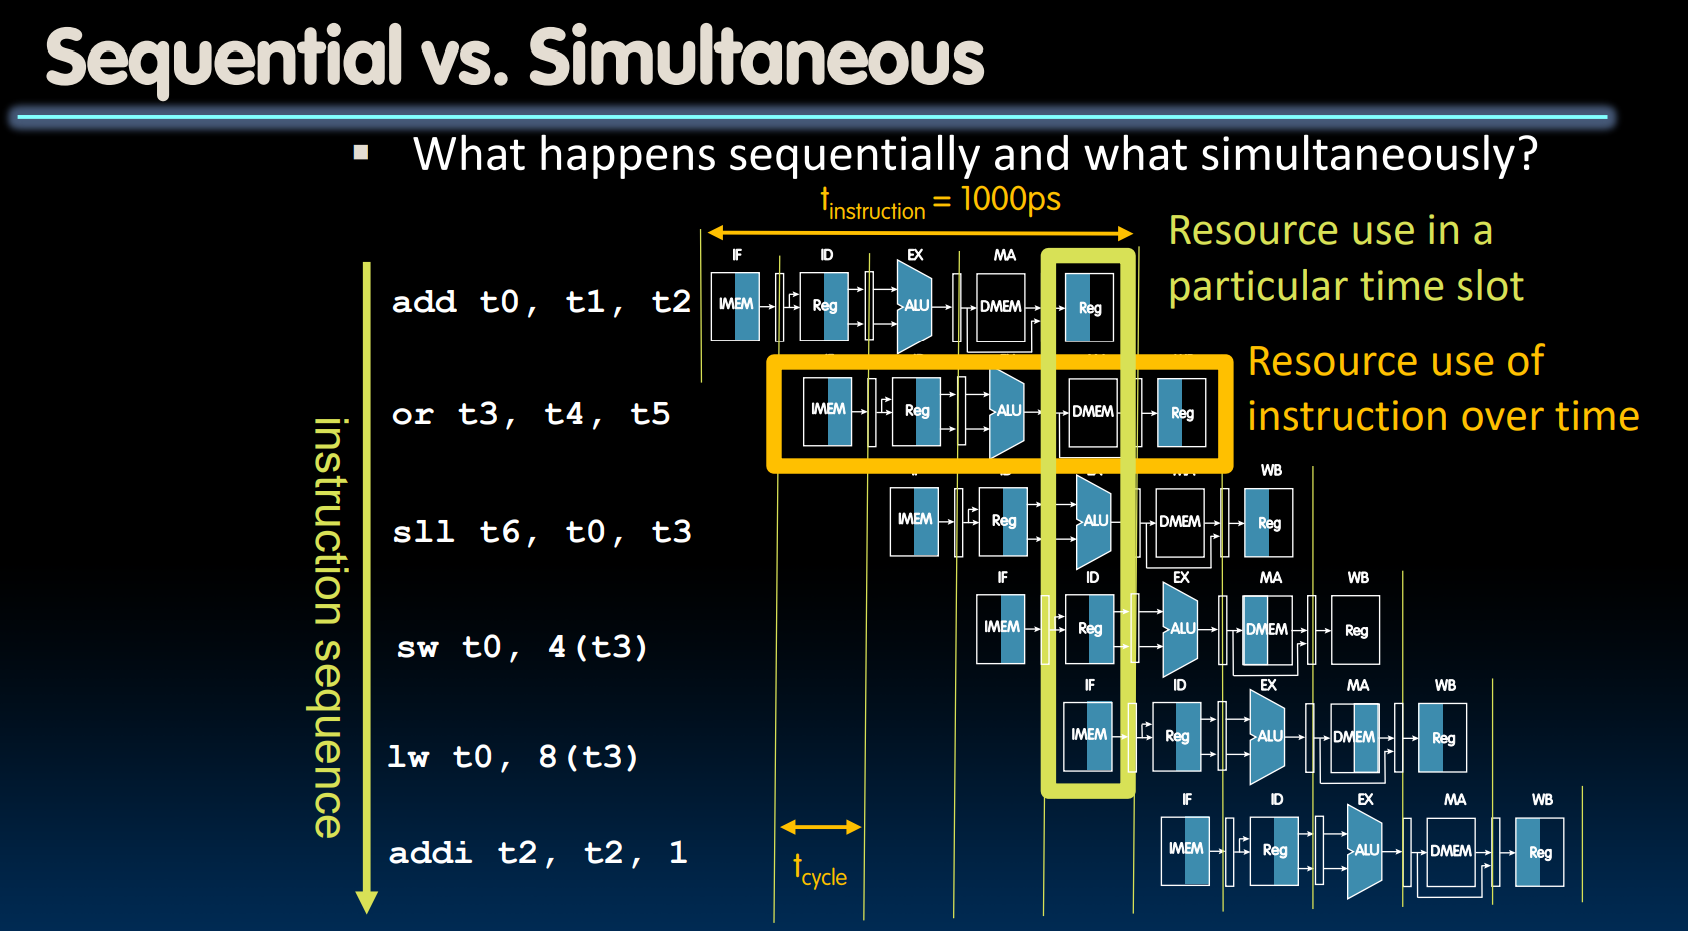 Sequential vs. Simultaneous
▪ What happens sequentially and what simultaneously?
tinstruction = 1000ps
Resource use in a
particular time slot
Resource use of
instruction over time
instruction sequence
add t0, t1, t2
IF ID EX MA
IMEM Reg ALU DMEM Reg
or t3, t4, t5
IMEM Reg ALU DMEM Reg
sll t6, t0, t3
WB
IMEM Reg ALU DMEM Reg
sw t0, 4(t3)
IF ID EX MA WB
IMEM Reg ALU DMEM Reg
lw t0, 8(t3)
IF ID EX MA WB
IMEM Reg ALU DMEM Reg
addi t2, t2, 1
IF ID EX MA WB
IMEM Reg ALU DMEM Reg
tcycle